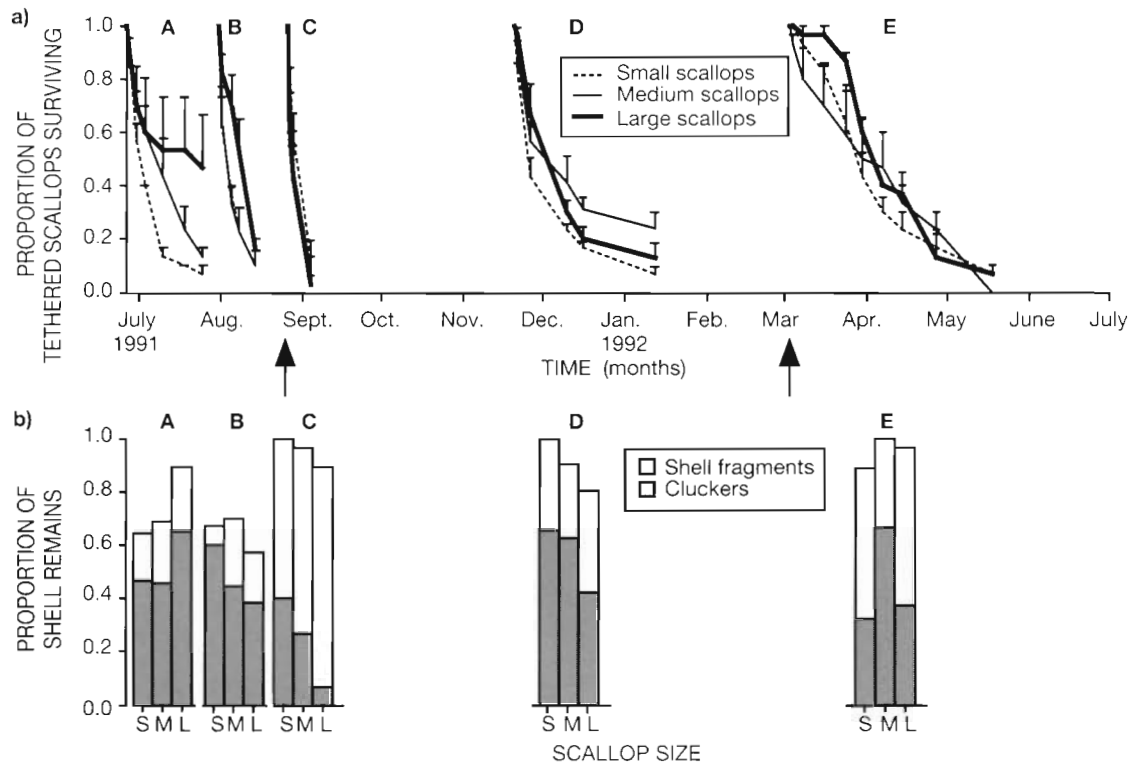 a)
A B C D E
PROPORTION OF
TETHERED SCALLOPS SURVIVING
1.0
0.8
0.6
0.4
0.2
0.0
Small scallops
Medium scallops
Large scallops
July Aug. Sept. Oct. Nov. Dec. Jan. Feb. Mar Apr. May June July
1991 1992
TIME (months)
b)
A B C D E
PROPORTION OF
SHELL REMAINS
1.0
0.8
0.6
0.4
0.2
0.0
Shell fragments
Cluckers
S M L S M L S M L S M L S M L
SCALLOP SIZE